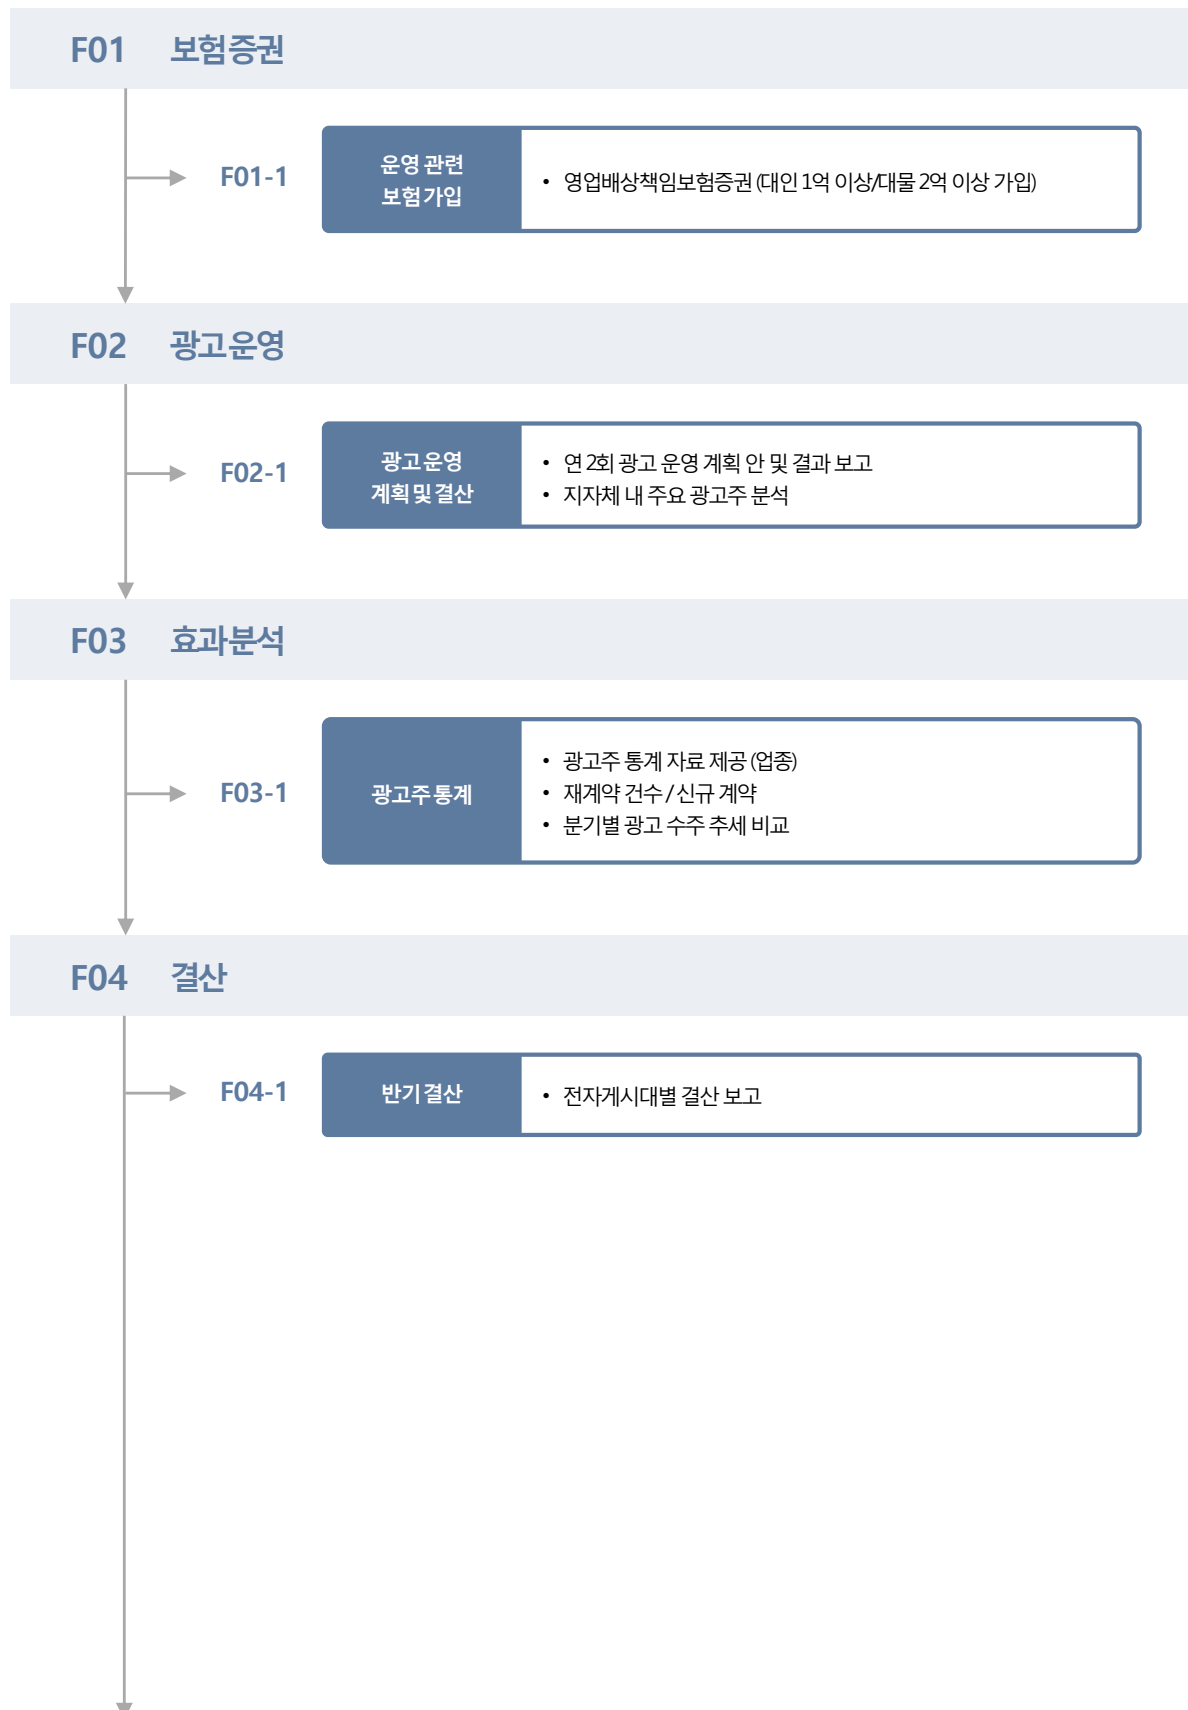 F01 보험증권
F01-1
운영 관련
보험 가입
• 영업배상책임보험증권 (대인 1억 이상/대물 2억 이상 가입)
F02 광고 운영
F02-1
광고 운영
계획 및 결산
• 연 2회 광고 운영 계획 안 및 결과 보고
• 지자체 내 주요 광고주 분석
F03 효과분석
F03-1
광고주 통계
• 광고주 통계 자료 제공 (업종)
• 재계약 건수 / 신규 계약
• 분기별 광고 수주 추세 비교
F04 결산
F04-1
반기 결산
• 전자게시대별 결산 보고